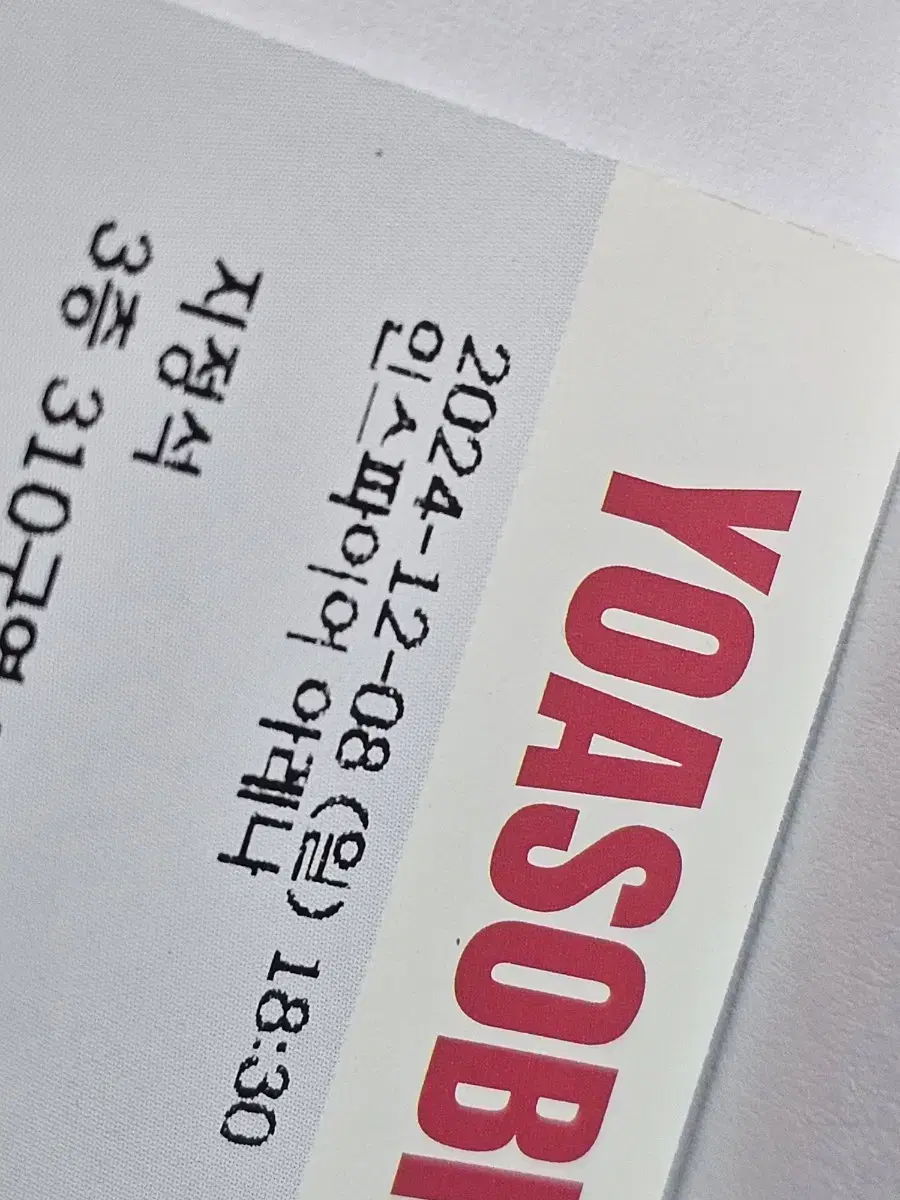 YOASOBI
2024-12-08(일) 18:30
인스파이어 아레나
지정석
3층 310구역